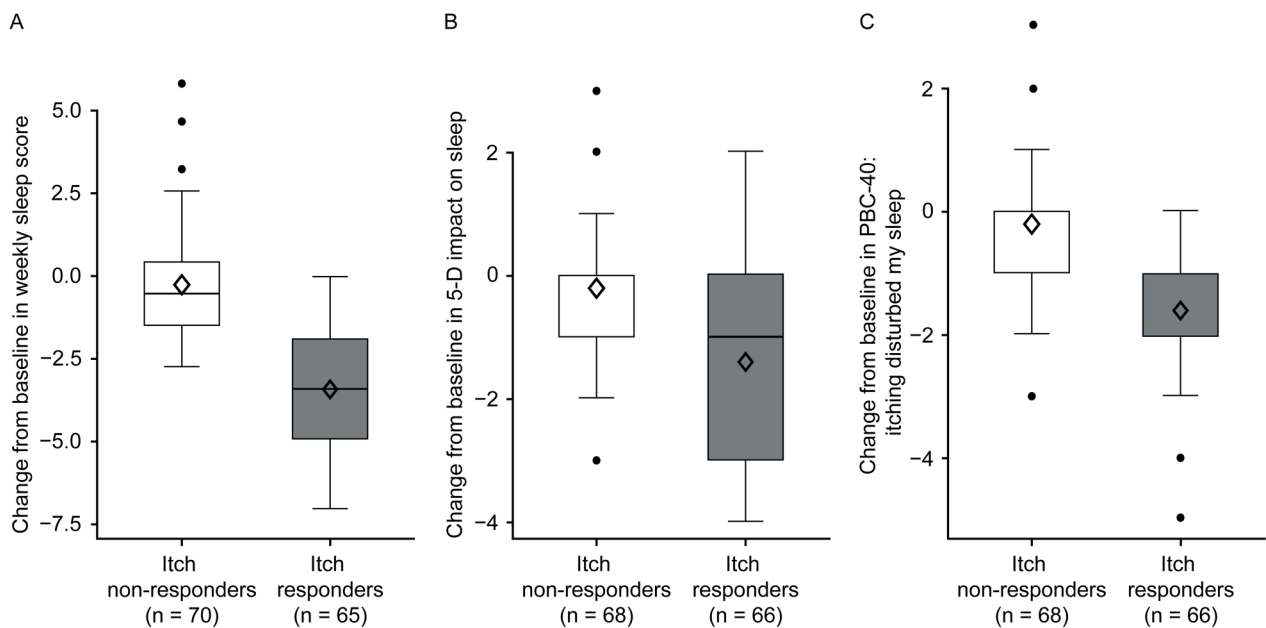 A
Change from baseline in weekly sleep score
5.0
2.5
0.0
−2.5
−5.0
−7.5
Itch
non-responders
(n = 70)
Itch
responders
(n = 65)
B
Change from baseline in 5-D impact on sleep
2
0
−2
−4
Itch
non-responders
(n = 68)
Itch
responders
(n = 66)
C
Change from baseline in PBC-40:
itching disturbed my sleep
2
0
−2
−4
Itch
non-responders
(n = 68)
Itch
responders
(n = 66)